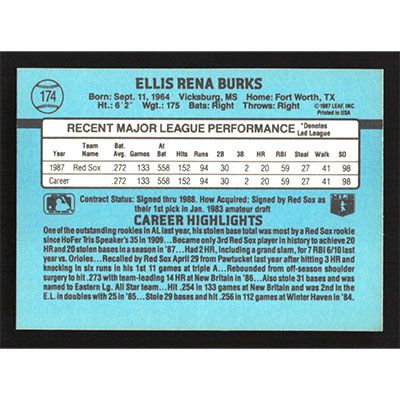 174
ELLIS RENA BURKS
©1987 LEAF, INC.
Printed in USA
Born: Sept. 11, 1964 Vicksburg, MS Home: Fort Worth, TX
Ht.: 6'2" Wgt.: 175 Bats: Right Throws: Right
RECENT MAJOR LEAGUE PERFORMANCE *Denotes Led League
Year Team Name Bat. Avg. Games At Bat Hits Runs 2B 3B HR RBI Steal Walk SO
1987 Red Sox .272 133 558 152 94 30 2 20 59 27 41 98
Career .272 133 558 152 94 30 2 20 59 27 41 98
Contract Status: Signed thru 1988. How Acquired: Signed by Red Sox as
their 1st pick in Jan. 1983 amateur draft
CAREER HIGHLIGHTS
One of the outstanding rookies in AL last year, his stolen base total was most by a Red Sox rookie
since HoFer Tris Speaker's 35 in 1909...Became only 3rd Red Sox player in history to achieve 20
HR and 20 stolen bases in a season in '87...Had 2 HR, including a grand slam, for 7 RBI 6/10 last
year vs. Orioles...Recalled by Red Sox April 29 from Pawtucket last year after hitting 3 HR and
knocking in six runs in his 1st 11 games at triple A...Rebounded from off-season shoulder
surgery to hit .273 with team-leading 14 HR at New Britain in '86...Also stole 31 bases and was
named to Eastern Lg. All Star team...Hit .254 in 133 games at New Britain and was 2nd in the
E.L. in doubles with 25 in '85...Stole 29 bases and hit .256 in 112 games at Winter Haven in '84.